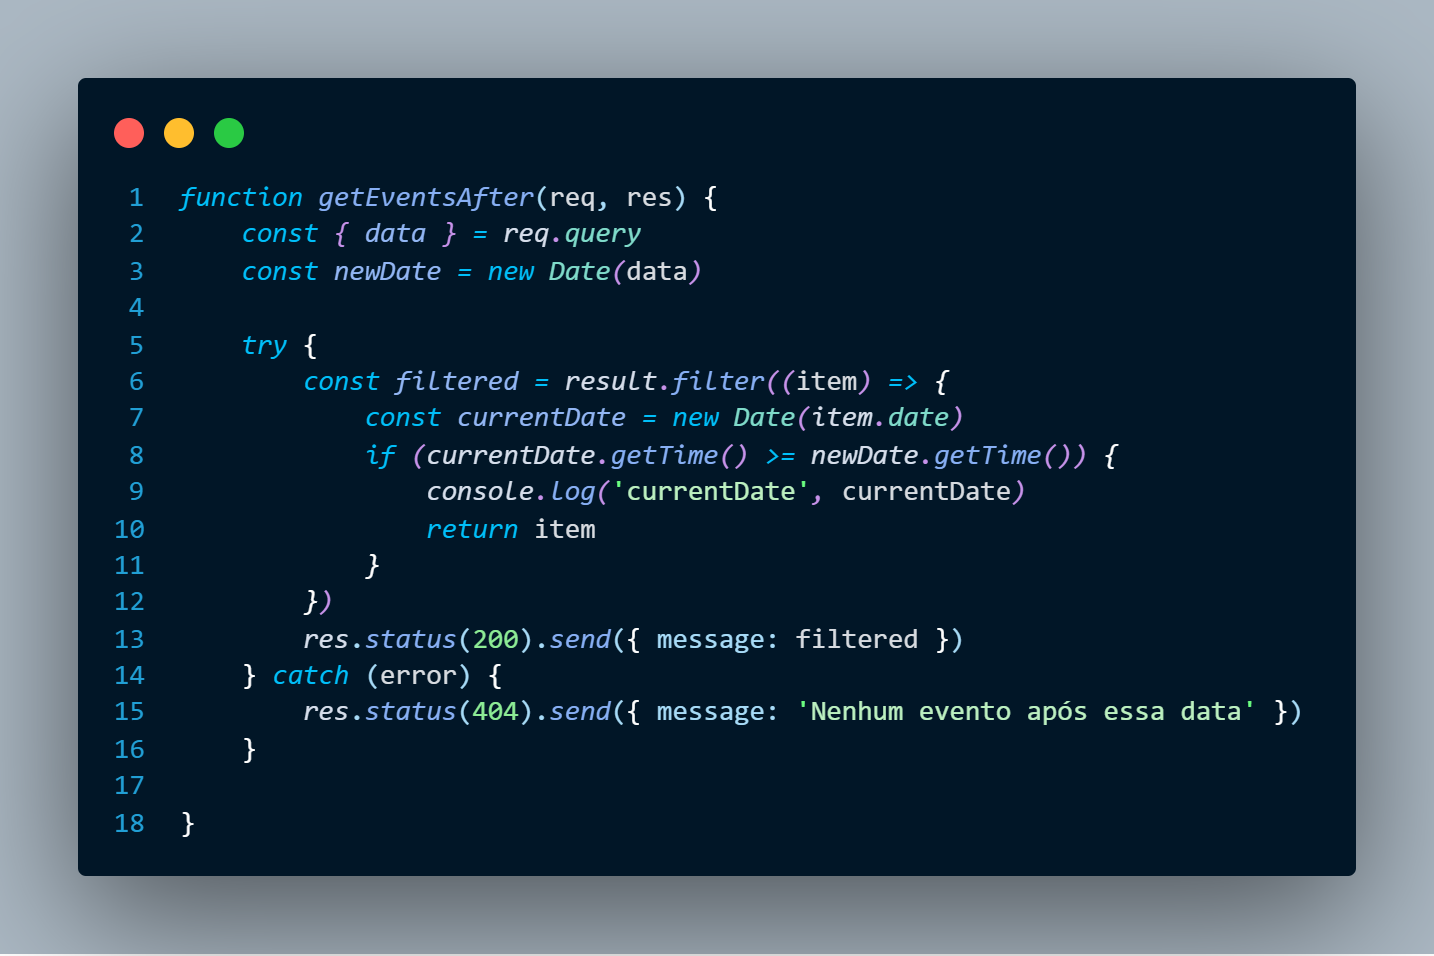 1 function getEventsAfter(req, res) {
2     const { data } = req.query
3     const newDate = new Date(data)
4
5     try {
6         const filtered = result.filter((item) => {
7             const currentDate = new Date(item.date)
8             if (currentDate.getTime() >= newDate.getTime()) {
9                 console.log('currentDate', currentDate)
10                 return item
11             }
12         })
13         res.status(200).send({ message: filtered })
14     } catch (error) {
15         res.status(404).send({ message: 'Nenhum evento após essa data' })
16     }
17
18 }